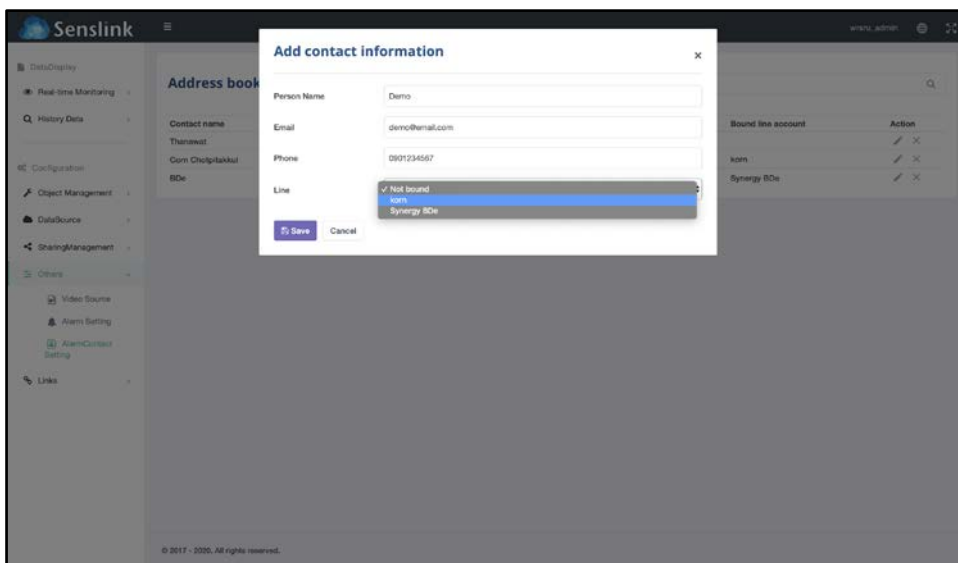 Senslink
wranu_admin
DataDisplay
Real-time Monitoring
History Data
Configuration
Object Management
DataSource
SharingManagement
Others
Video Source
Alarm Setting
AlarmContact
Setting
Links
Address book
Contact name
Bound line account
Action
Thanawat
Gorn Chotpitakkul
korn
BDe
Synergy BDe
Add contact information
×
Person Name
Demo
Email
demo@email.com
Phone
0901234567
Line
✓ Not bound
korn
Synergy BDe
Save
Cancel
© 2017 - 2020. All rights reserved.